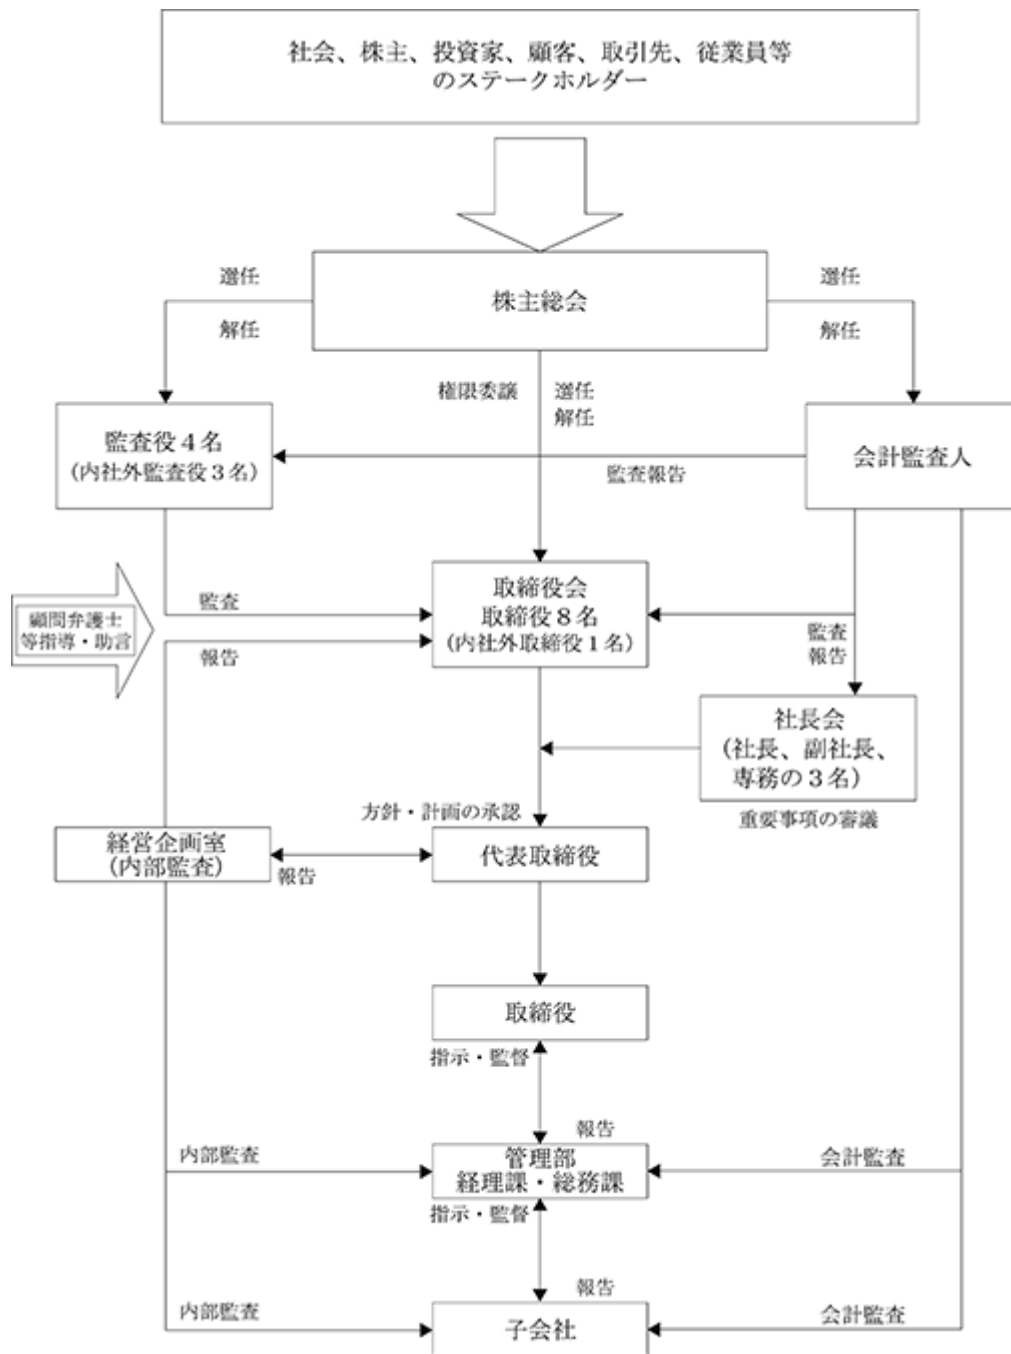 社会、株主、投資家、顧客、取引先、従業員等
のステークホルダー
選任
解任
株主総会
選任
解任
権限委譲
選任
解任
監査役４名
（内社外監査役３名）
会計監査人
監査報告
顧問弁護士
等指導・助言
監査
報告
取締役会
取締役８名
（内社外取締役１名）
監査
報告
社長会
（社長、副社長、
専務の３名）
重要事項の審議
方針・計画の承認
経営企画室
（内部監査）
報告
代表取締役
取締役
指示・監督
報告
内部監査
管理部
経理課・総務課
会計監査
指示・監督
報告
内部監査
子会社
会計監査